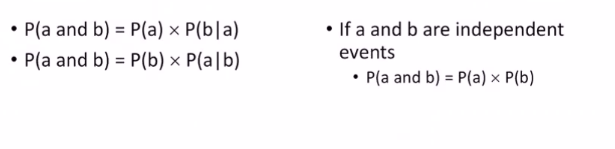 • P(a and b) = P(a) × P(b|a)
• P(a and b) = P(b) × P(a|b)
• If a and b are independent
events
• P(a and b) = P(a) × P(b)